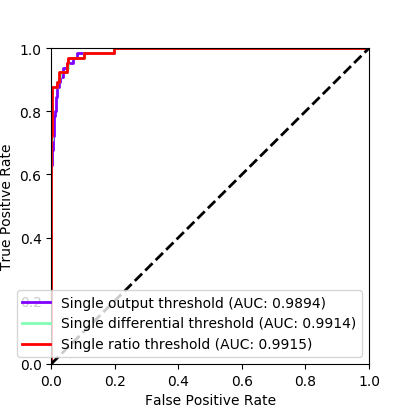 1.0
0.8
0.6
0.4
0.2
0.0
True Positive Rate
Single output threshold (AUC: 0.9894)
Single differential threshold (AUC: 0.9914)
Single ratio threshold (AUC: 0.9915)
0.0 0.2 0.4 0.6 0.8 1.0
False Positive Rate